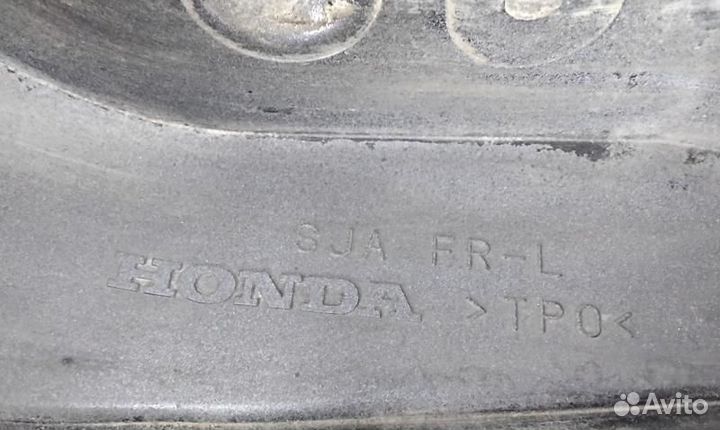 SJA FR-L
HONDA >TPO<
Avito